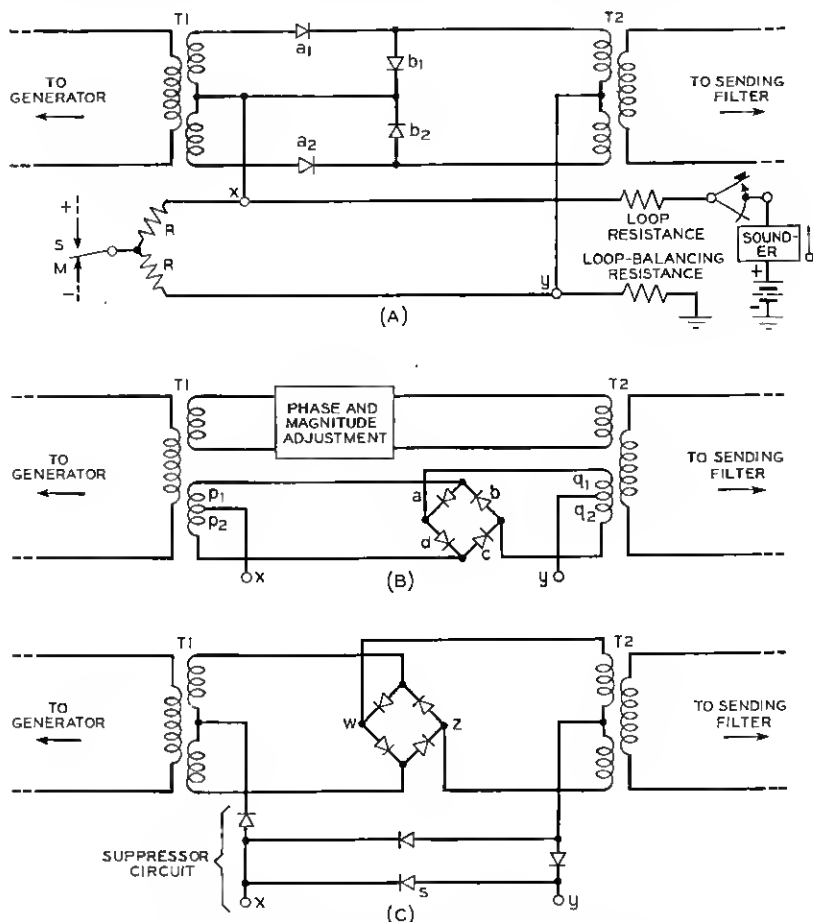 T1
T2
a1
b1
b2
a2
TO
GENERATOR
TO SENDING
FILTER
x
+
S
M
-
R
R
LOOP
RESISTANCE
SOUND-
ER
LOOP-BALANCING
RESISTANCE
+
-
y
(A)
T1
T2
PHASE AND
MAGNITUDE
ADJUSTMENT
TO
GENERATOR
TO SENDING
FILTER
p1
p2
a
b
d
c
q1
q2
x
y
(B)
T1
T2
TO
GENERATOR
W
Z
TO SENDING
FILTER
SUPPRESSOR
CIRCUIT
S
x
y
(C)